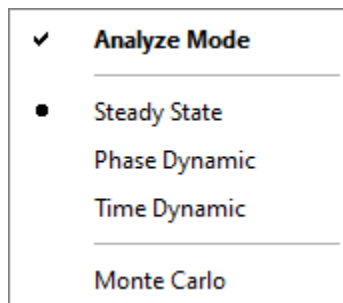 Analyze Mode
Steady State
Phase Dynamic
Time Dynamic
Monte Carlo